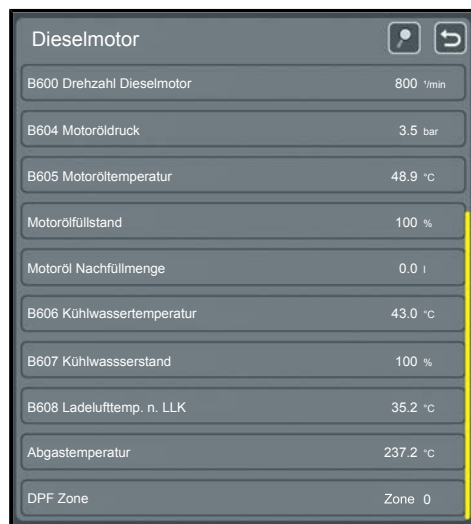 Dieselmotor
B600 Drehzahl Dieselmotor 800 ¹/min
B604 Motoröldruck 3.5 bar
B605 Motoröltemperatur 48.9 °C
Motorölfüllstand 100 %
Motoröl Nachfüllmenge 0.0 l
B606 Kühlwassertemperatur 43.0 °C
B607 Kühlwassserstand 100 %
B608 Ladelufttemp. n. LLK 35.2 °C
Abgastemperatur 237.2 °C
DPF Zone Zone 0